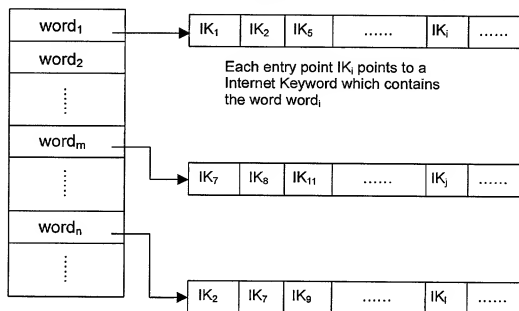 word₁
IK₁ IK₂ IK₅ ...... IKᵢ ......
word₂
Each entry point IKᵢ points to a
Internet Keyword which contains
the word wordᵢ
......
wordₘ
IK₇ IK₈ IK₁₁ ...... IKⱼ ......
......
wordₙ
......
IK₂ IK₇ IK₉ ...... IKₗ ......